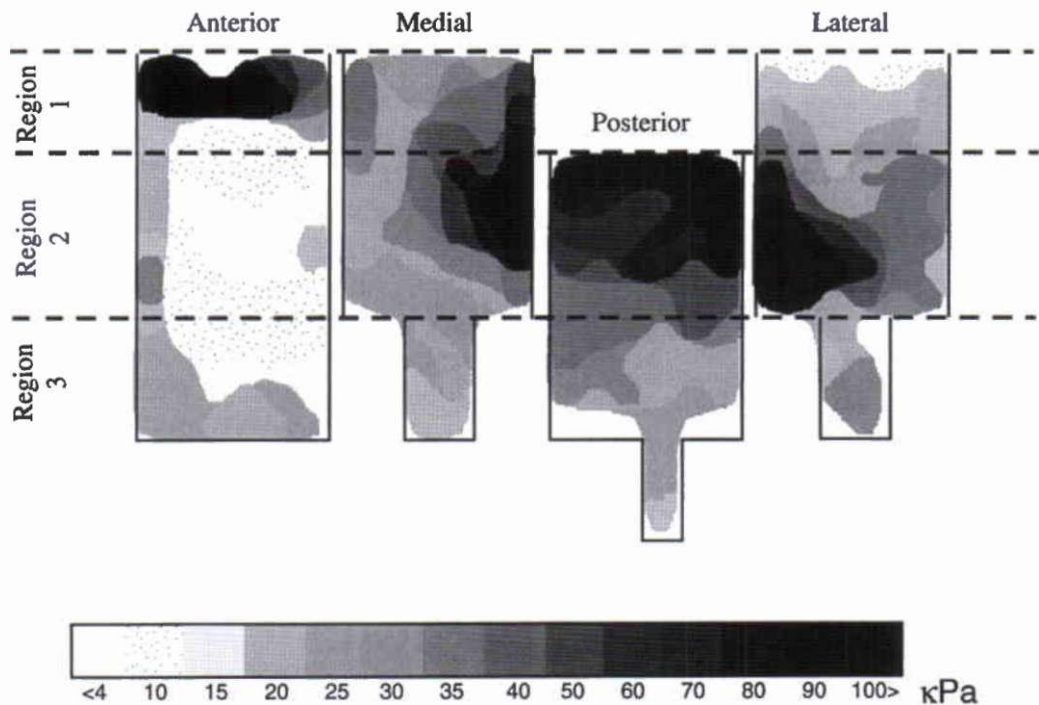 Anterior Medial Lateral
Posterior
Region 1
Region 2
Region 3
<4 10 15 20 25 30 35 40 50 60 70 80 90 100> κPa